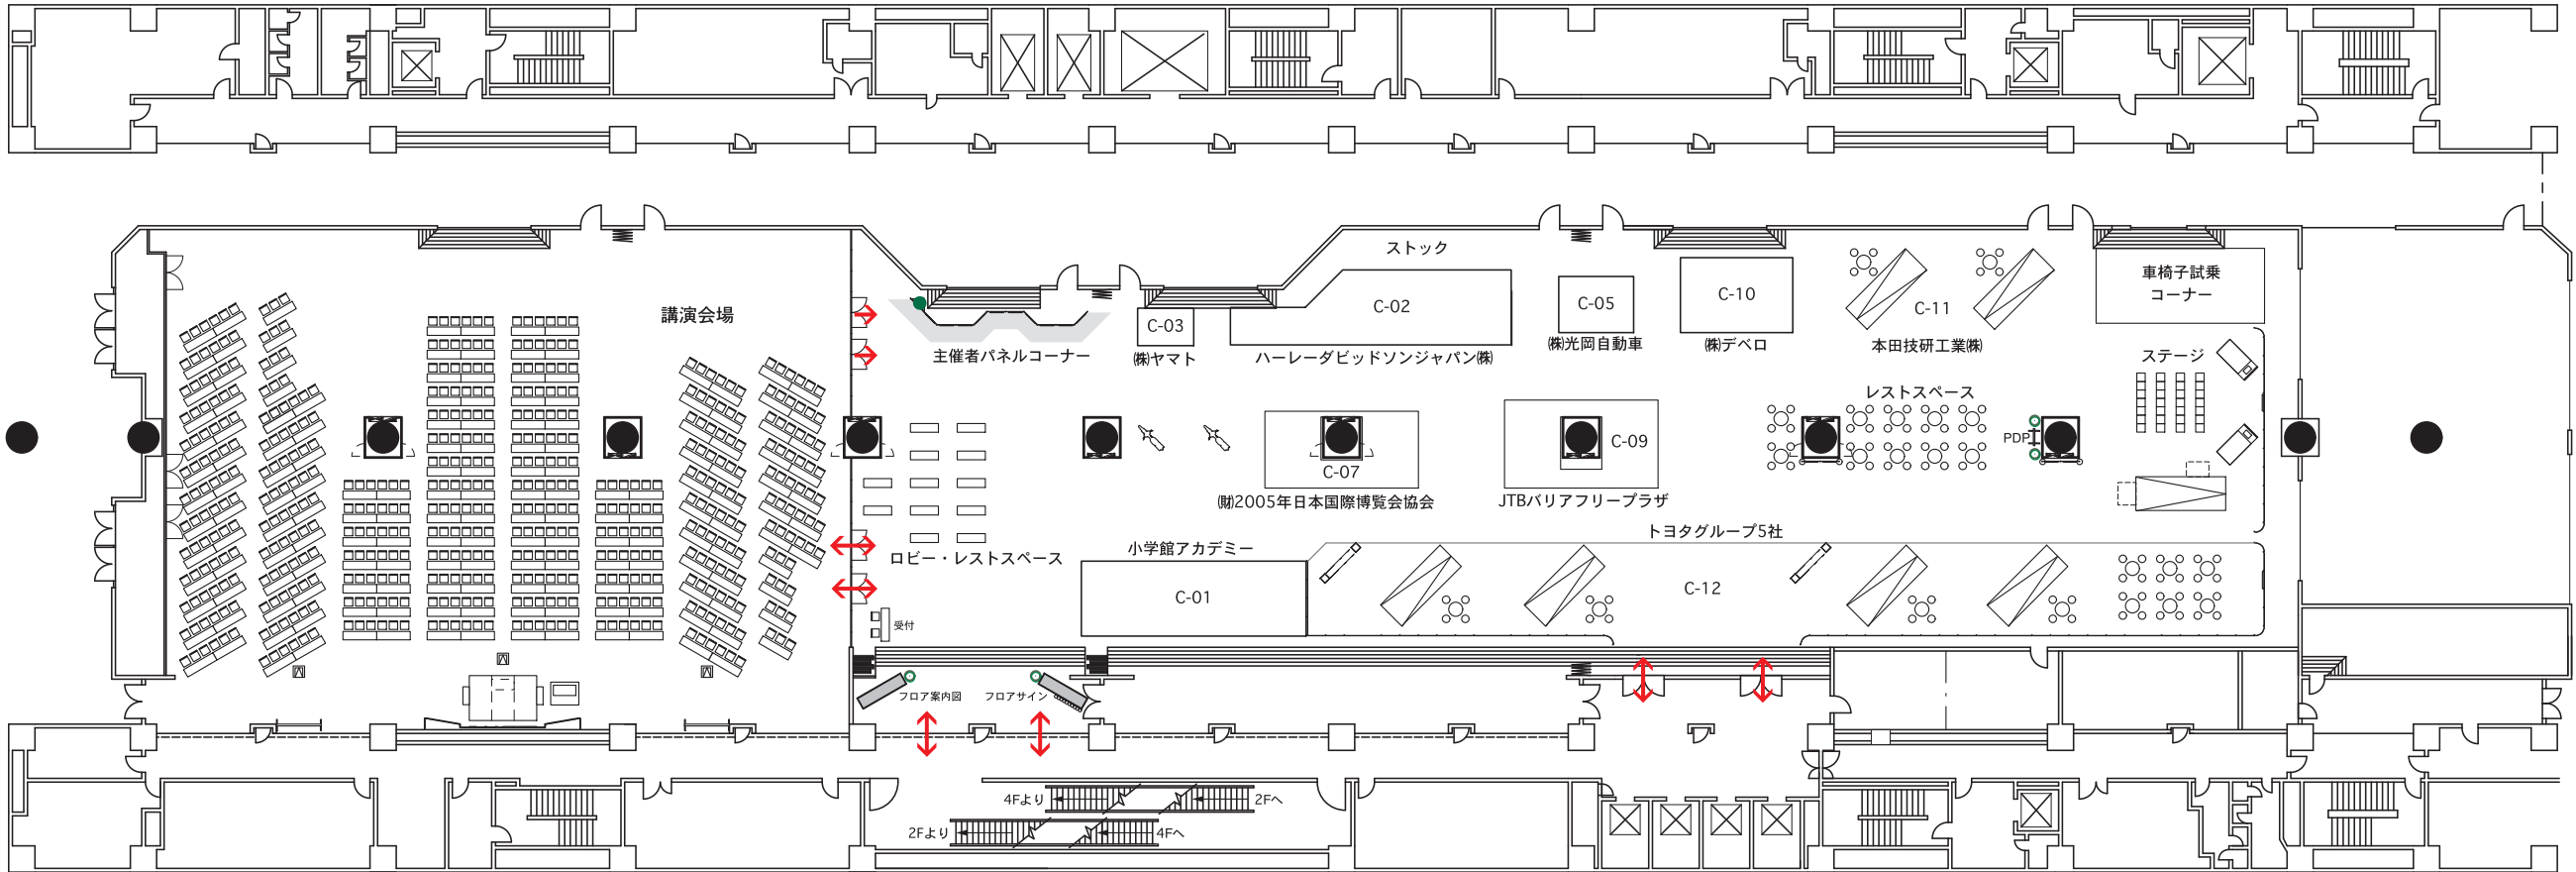 ストック
講演会場
主催者パネルコーナー
C-03
㈱ヤマト
C-02
ハーレーダビッドソンジャパン㈱
C-05
㈱光岡自動車
C-10
㈱デベロ
C-11
本田技研工業㈱
車椅子試乗
コーナー
ステージ
レストスペース
PDP
C-07
㈶2005年日本国際博覧会協会
C-09
JTBバリアフリープラザ
トヨタグループ5社
C-12
小学館アカデミー
C-01
ロビー・レストスペース
受付
フロア案内図
フロアサイン
4Fより
2Fへ
2Fより
4Fへ